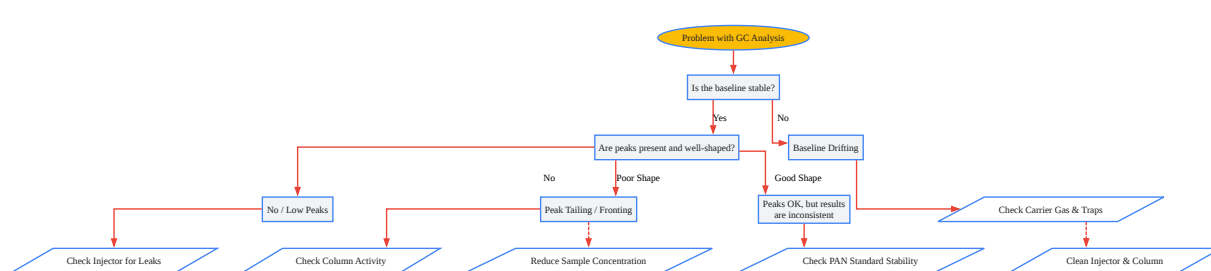 Problem with GC Analysis
Is the baseline stable?
Yes
No
Are peaks present and well-shaped?
Baseline Drifting
No
Poor Shape
Good Shape
No / Low Peaks
Peak Tailing / Fronting
Peaks OK, but results
are inconsistent
Check Carrier Gas & Traps
Check Injector for Leaks
Check Column Activity
Reduce Sample Concentration
Check PAN Standard Stability
Clean Injector & Column